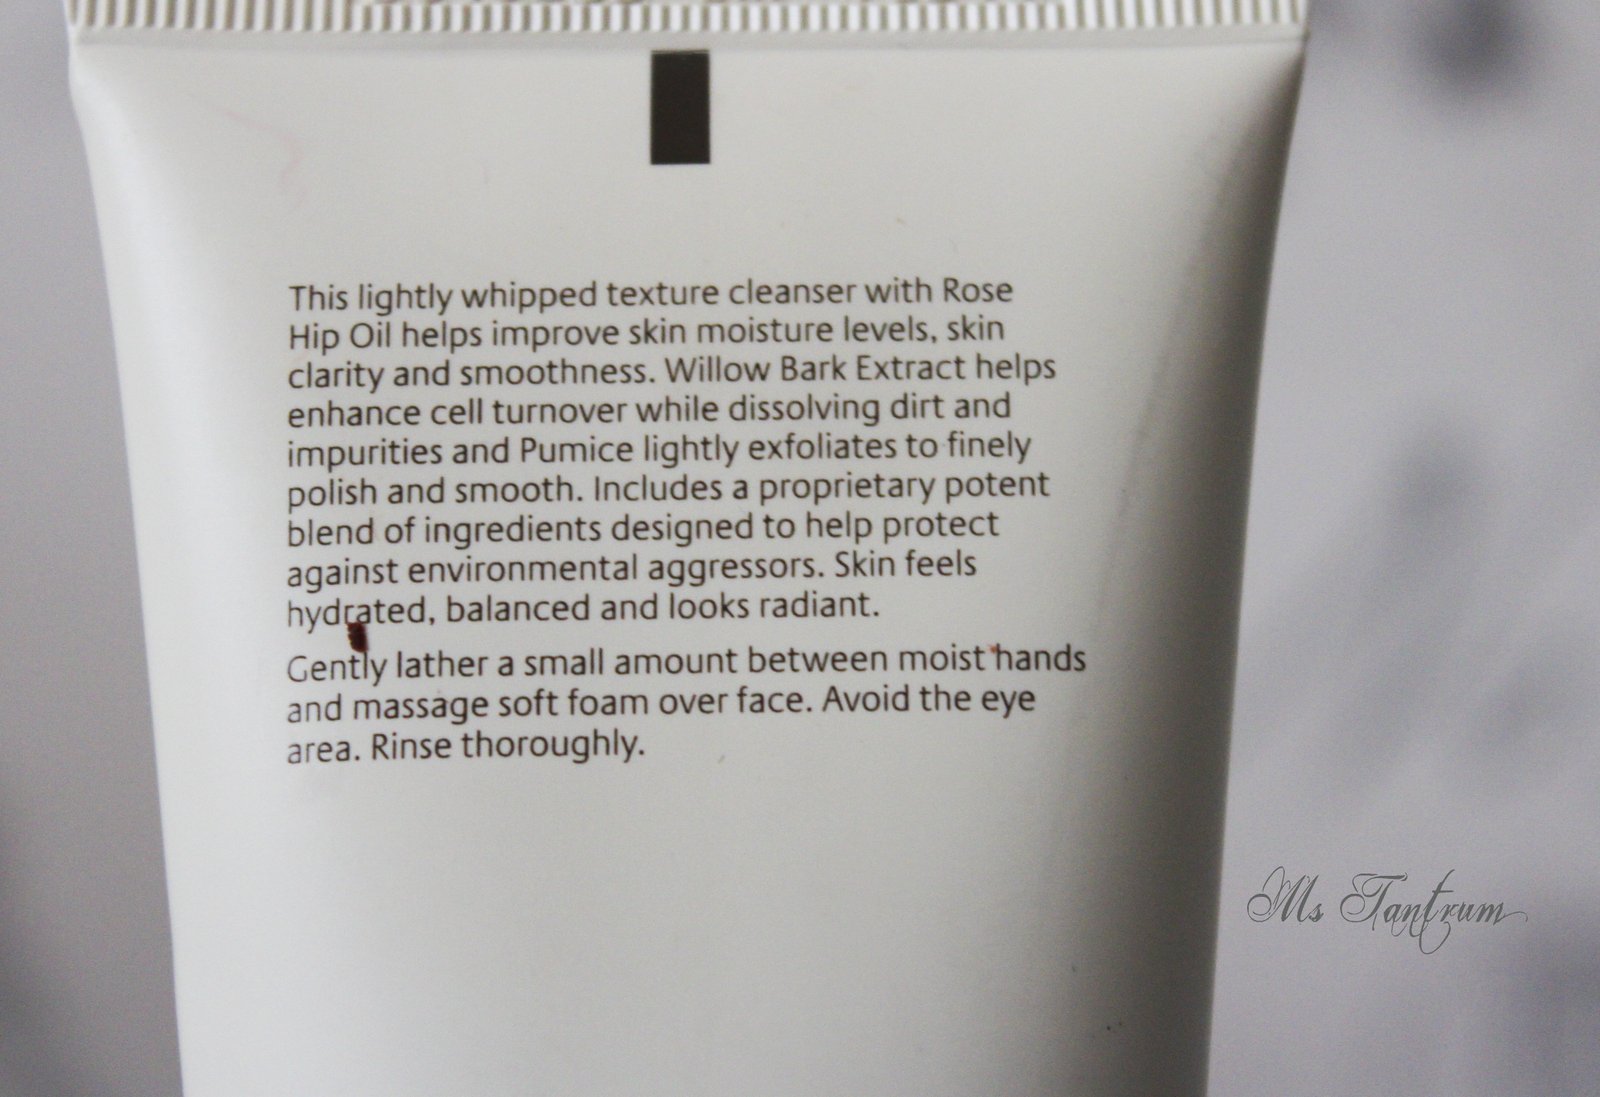 This lightly whipped texture cleanser with Rose
Hip Oil helps improve skin moisture levels, skin
clarity and smoothness. Willow Bark Extract helps
enhance cell turnover while dissolving dirt and
impurities and Pumice lightly exfoliates to finely
polish and smooth. Includes a proprietary potent
blend of ingredients designed to help protect
against environmental aggressors. Skin feels
hydrated, balanced and looks radiant.
Gently lather a small amount between moist hands
and massage soft foam over face. Avoid the eye
area. Rinse thoroughly.
Ms Tantrum